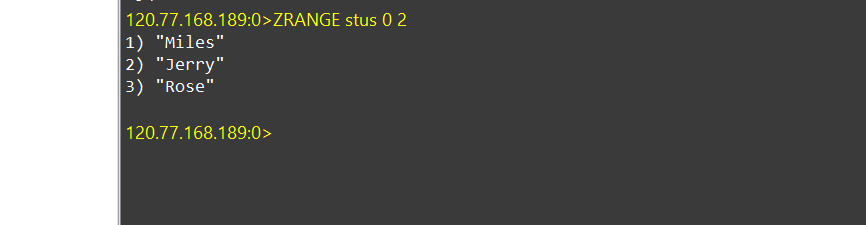 120.77.168.189:0>ZRANGE stus 0 2
1) "Miles"
2) "Jerry"
3) "Rose"
120.77.168.189:0>